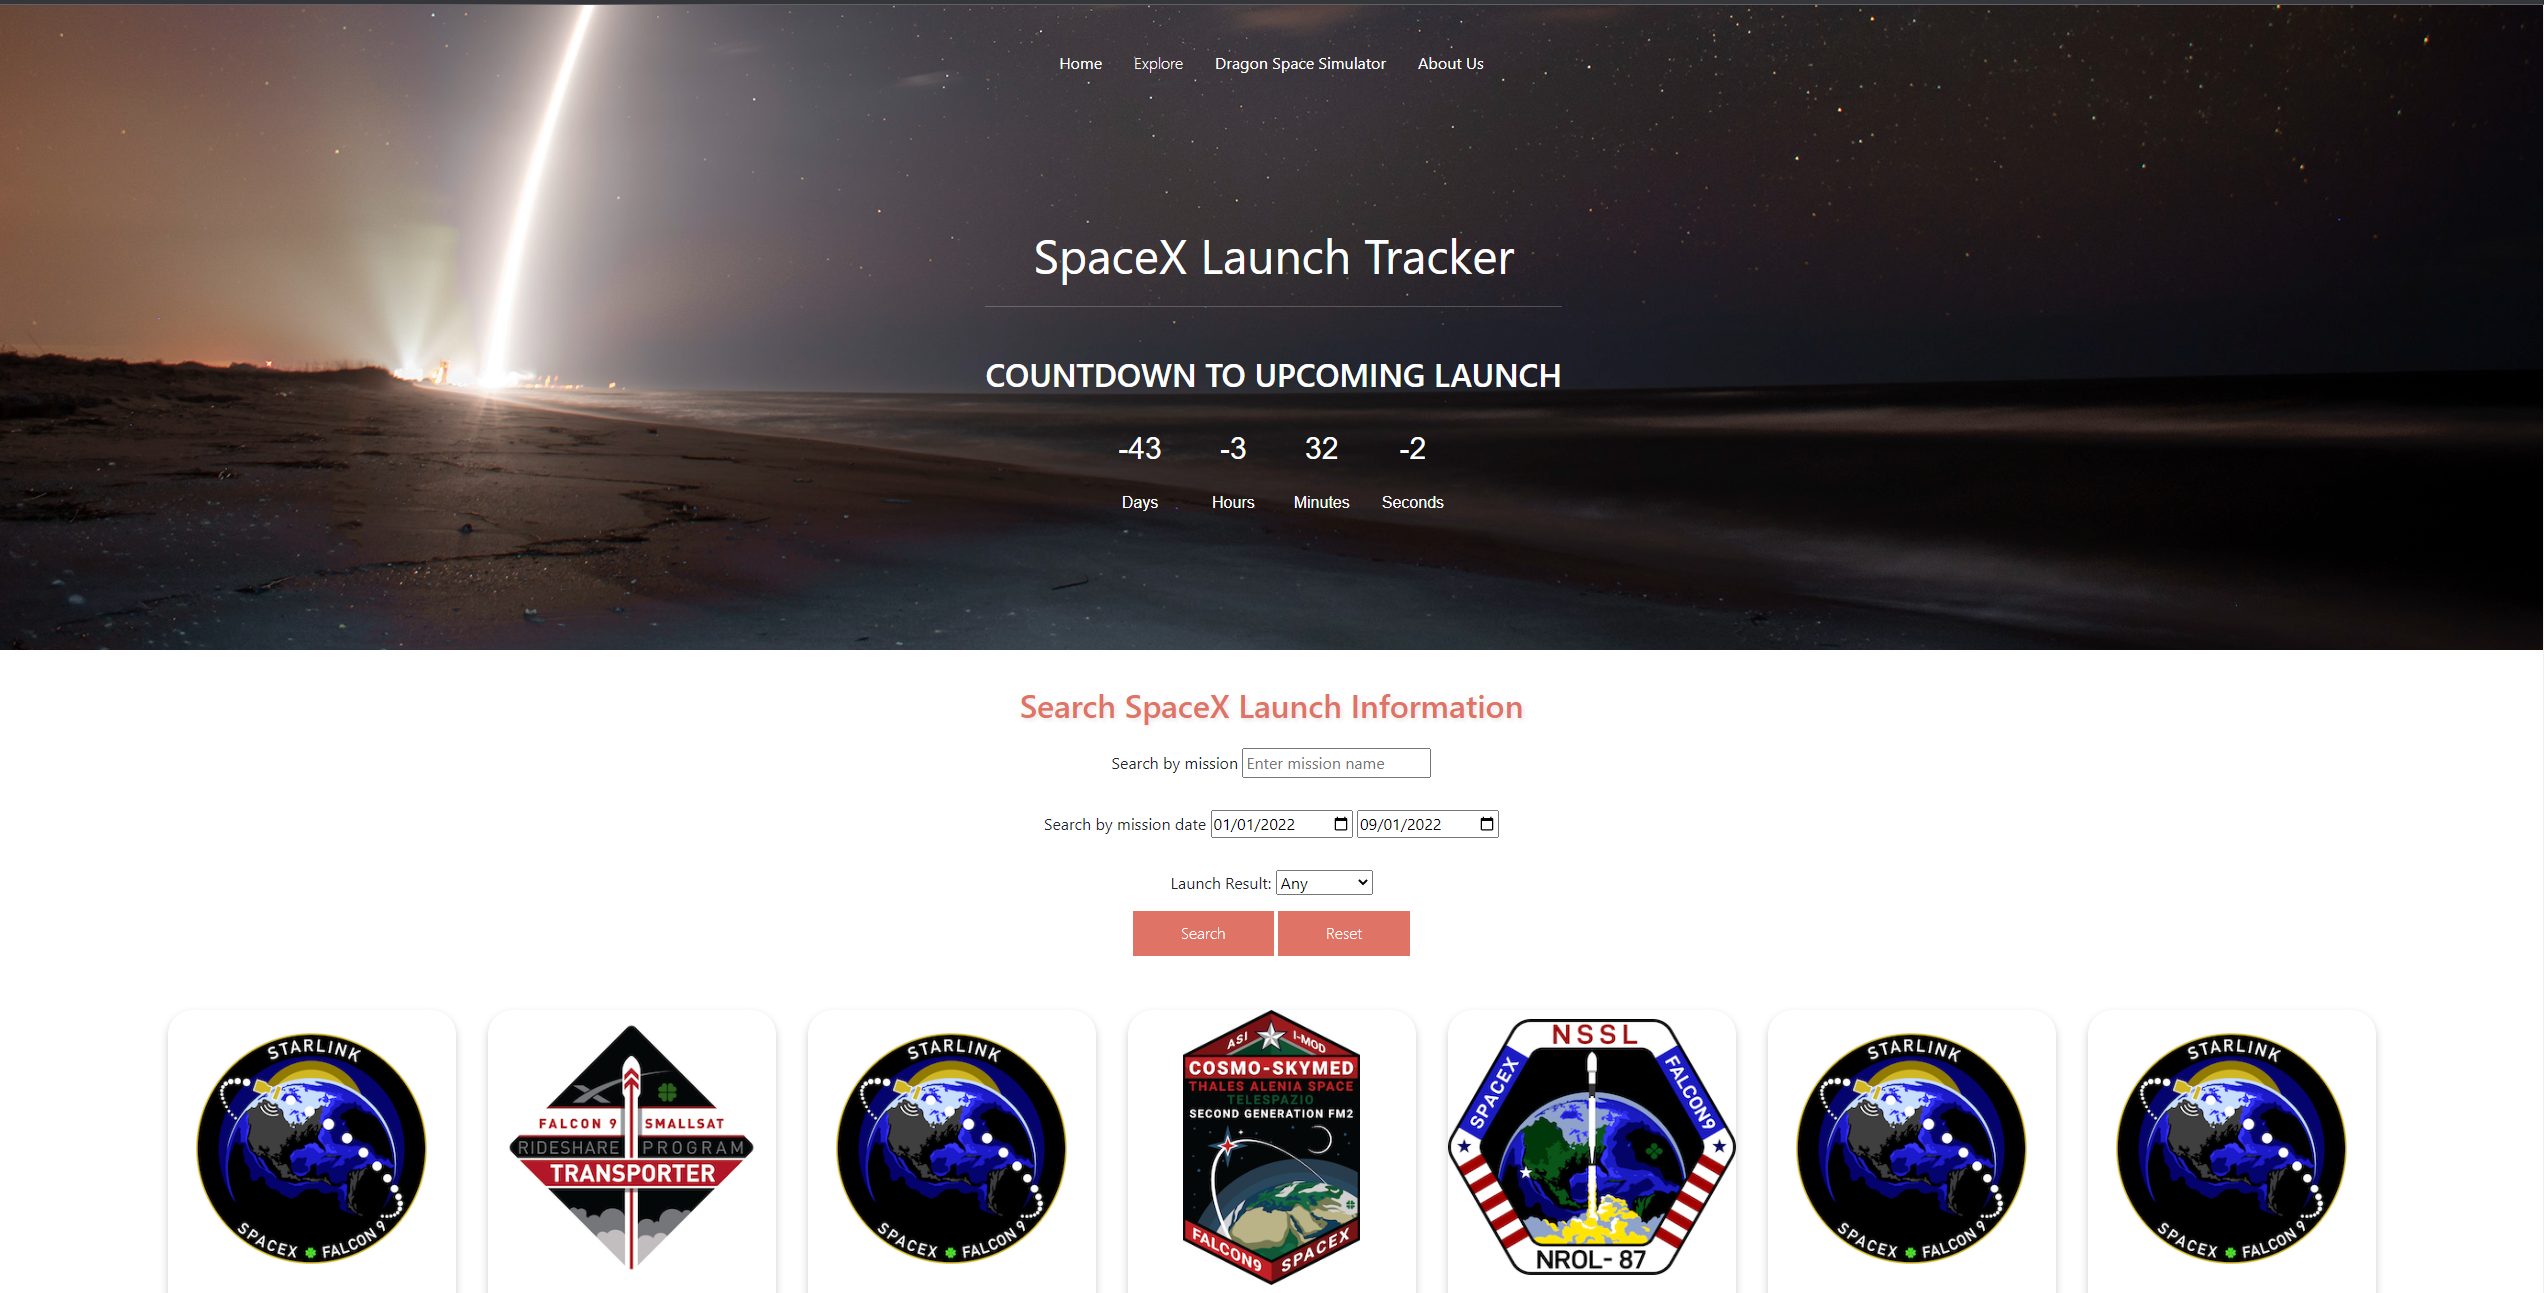 Home Explore Dragon Space Simulator About Us
SpaceX Launch Tracker
COUNTDOWN TO UPCOMING LAUNCH
-43 -3 32 -2
Days Hours Minutes Seconds
Search SpaceX Launch Information
Search by mission Enter mission name
Search by mission date 01/01/2022 09/01/2022
Launch Result: Any
Search Reset
STARLINK
SPACEX FALCON 9
FALCON 9 SMALLSAT
RIDESHARE PROGRAM
TRANSPORTER
STARLINK
SPACEX FALCON 9
ASI I-MOD
COSMO-SKYMED
THALES ALENIA SPACE
TELESPAZIO
SECOND GENERATION FM2
FALCON9 SPACEX
NSSL
SPACEX FALCON9
NROL- 87
STARLINK
SPACEX FALCON 9
STARLINK
SPACEX FALCON 9